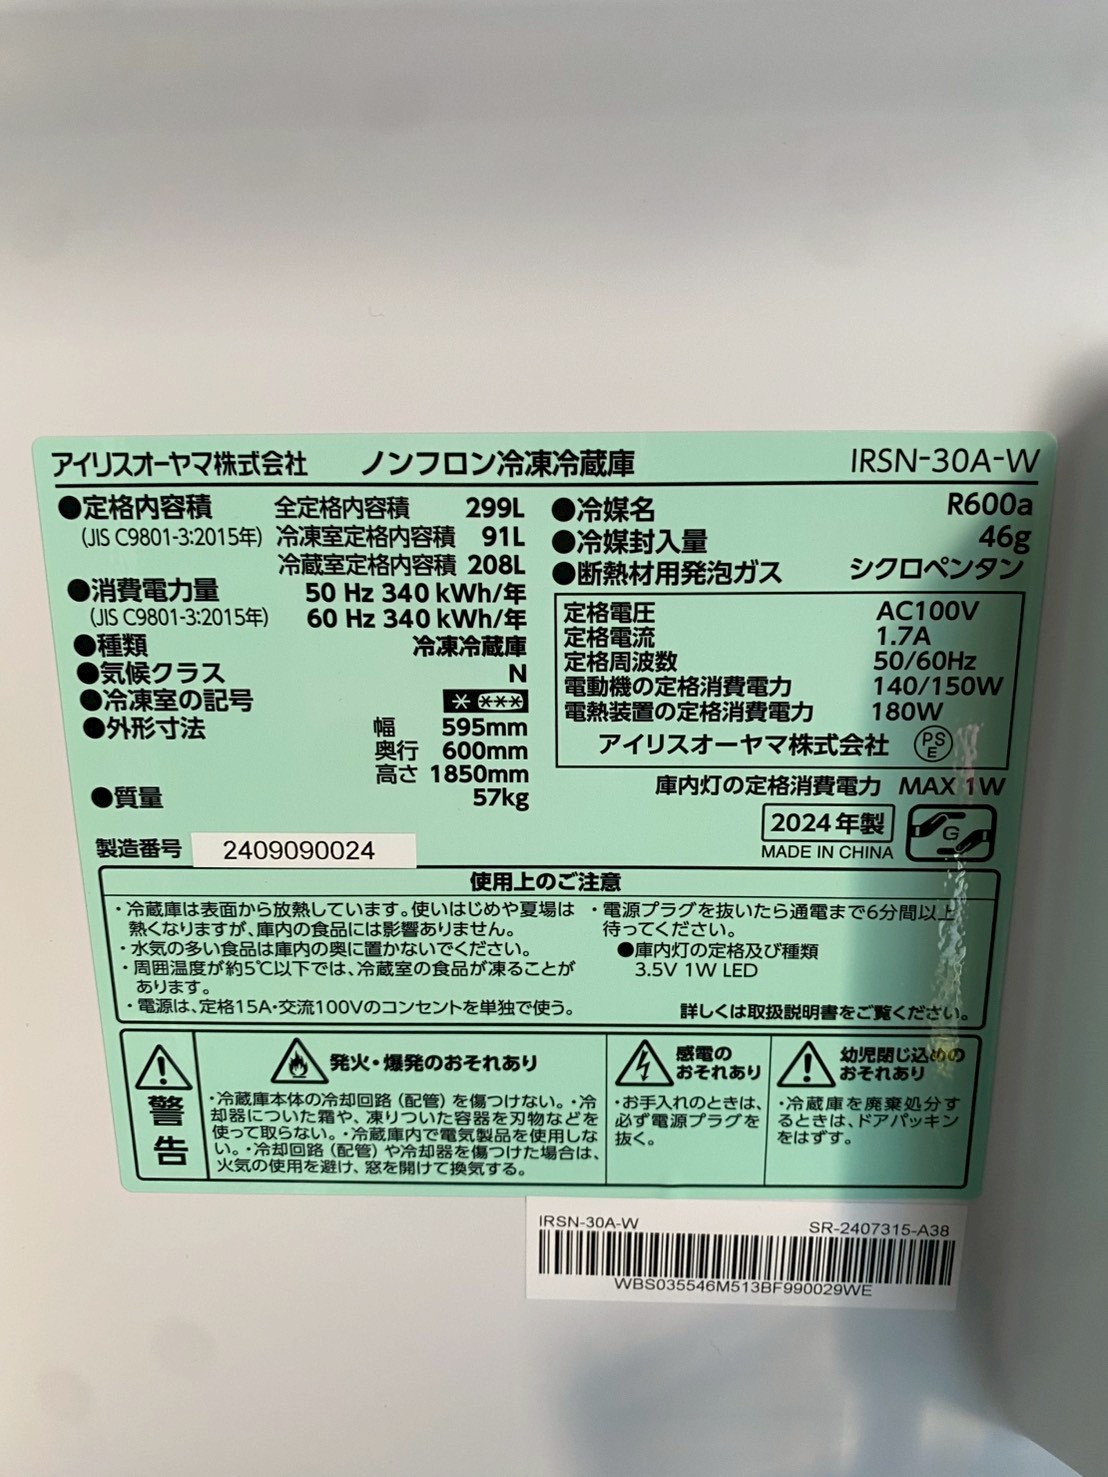 アイリスオーヤマ株式会社 ノンフロン冷凍冷蔵庫 IRSN-30A-W
●定格内容積 全定格内容積 299L
(JIS C9801-3:2015年) 冷凍室定格内容積 91L
冷蔵室定格内容積 208L
●消費電力量 50 Hz 340 kWh/年
(JIS C9801-3:2015年) 60 Hz 340 kWh/年
●種類 冷凍冷蔵庫
●気候クラス N
●冷凍室の記号
●外形寸法 幅 595mm
奥行 600mm
高さ 1850mm
●質量 57kg
製造番号 2409090024
●冷媒名 R600a
●冷媒封入量 46g
●断熱材用発泡ガス シクロペンタン
定格電圧 AC100V
定格電流 1.7A
定格周波数 50/60Hz
電動機の定格消費電力 140/150W
電熱装置の定格消費電力 180W
アイリスオーヤマ株式会社 PSE
庫内灯の定格消費電力 MAX 1W
2024年製
MADE IN CHINA
G
使用上のご注意
・冷蔵庫は表面から放熱しています。使いはじめや夏場は
熱くなりますが、庫内の食品には影響ありません。
・水気の多い食品は庫内の奥に置かないでください。
・周囲温度が約5℃以下では、冷蔵室の食品が凍ることが
あります。
・電源は、定格15A・交流100Vのコンセントを単独で使う。
・電源プラグを抜いたら通電まで6分間以上
待ってください。
●庫内灯の定格及び種類
3.5V 1W LED
詳しくは取扱説明書をご覧ください。
警告
発火・爆発のおそれあり
・冷蔵庫本体の冷却回路（配管）を傷つけない。・冷
却器についた霜や、凍りついた容器を刃物などを
使って取らない。・冷蔵庫内で電気製品を使用しな
い。・冷却回路（配管）や冷却器を傷つけた場合は、
火気の使用を避け、窓を開けて換気する。
感電の
おそれあり
・お手入れのときは、
必ず電源プラグを
抜く。
幼児閉じ込めの
おそれあり
・冷蔵庫を廃棄処分す
るときは、ドアパッキン
をはずす。
IRSN-30A-W SR-2407315-A38
WBS035546M513BF990029WE